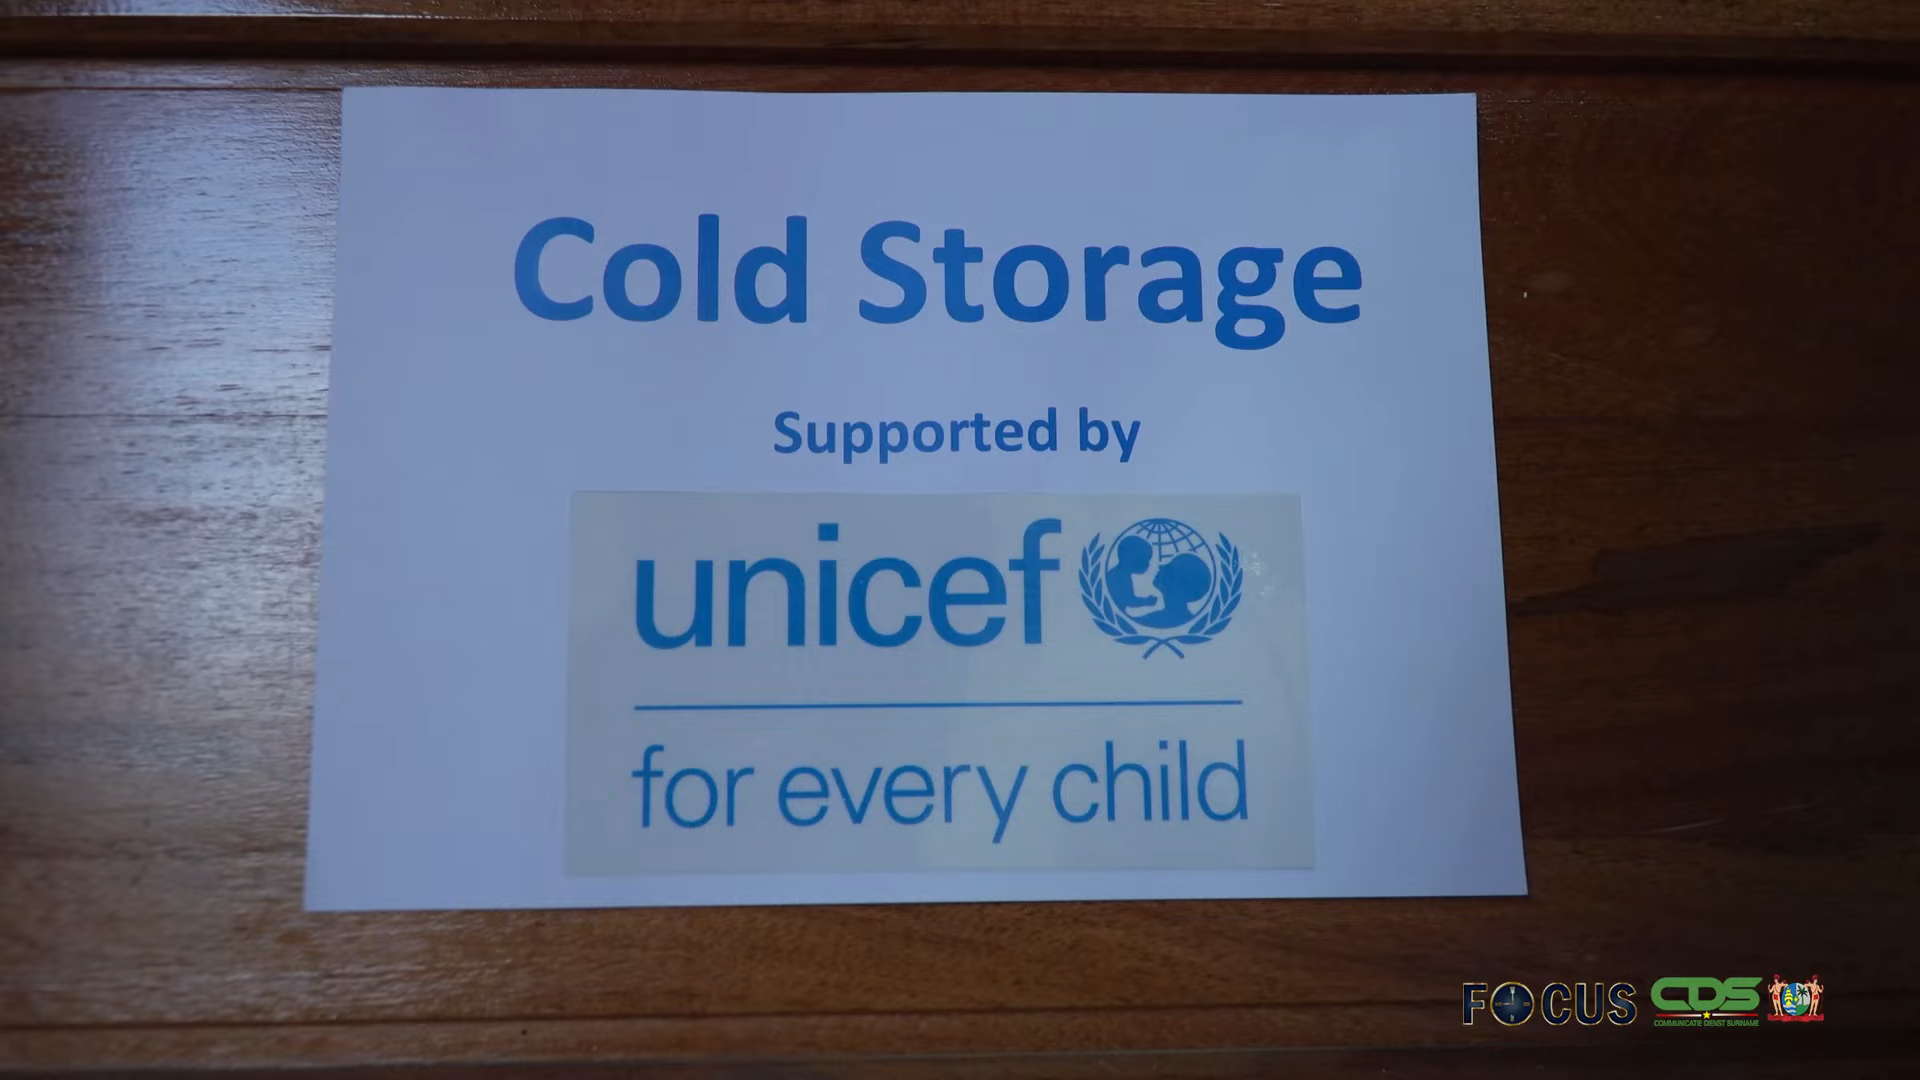 Cold Storage
Supported by
unicef
for every child
FOCUS
CDS
COMMUNICATIE DIENST SURINAME